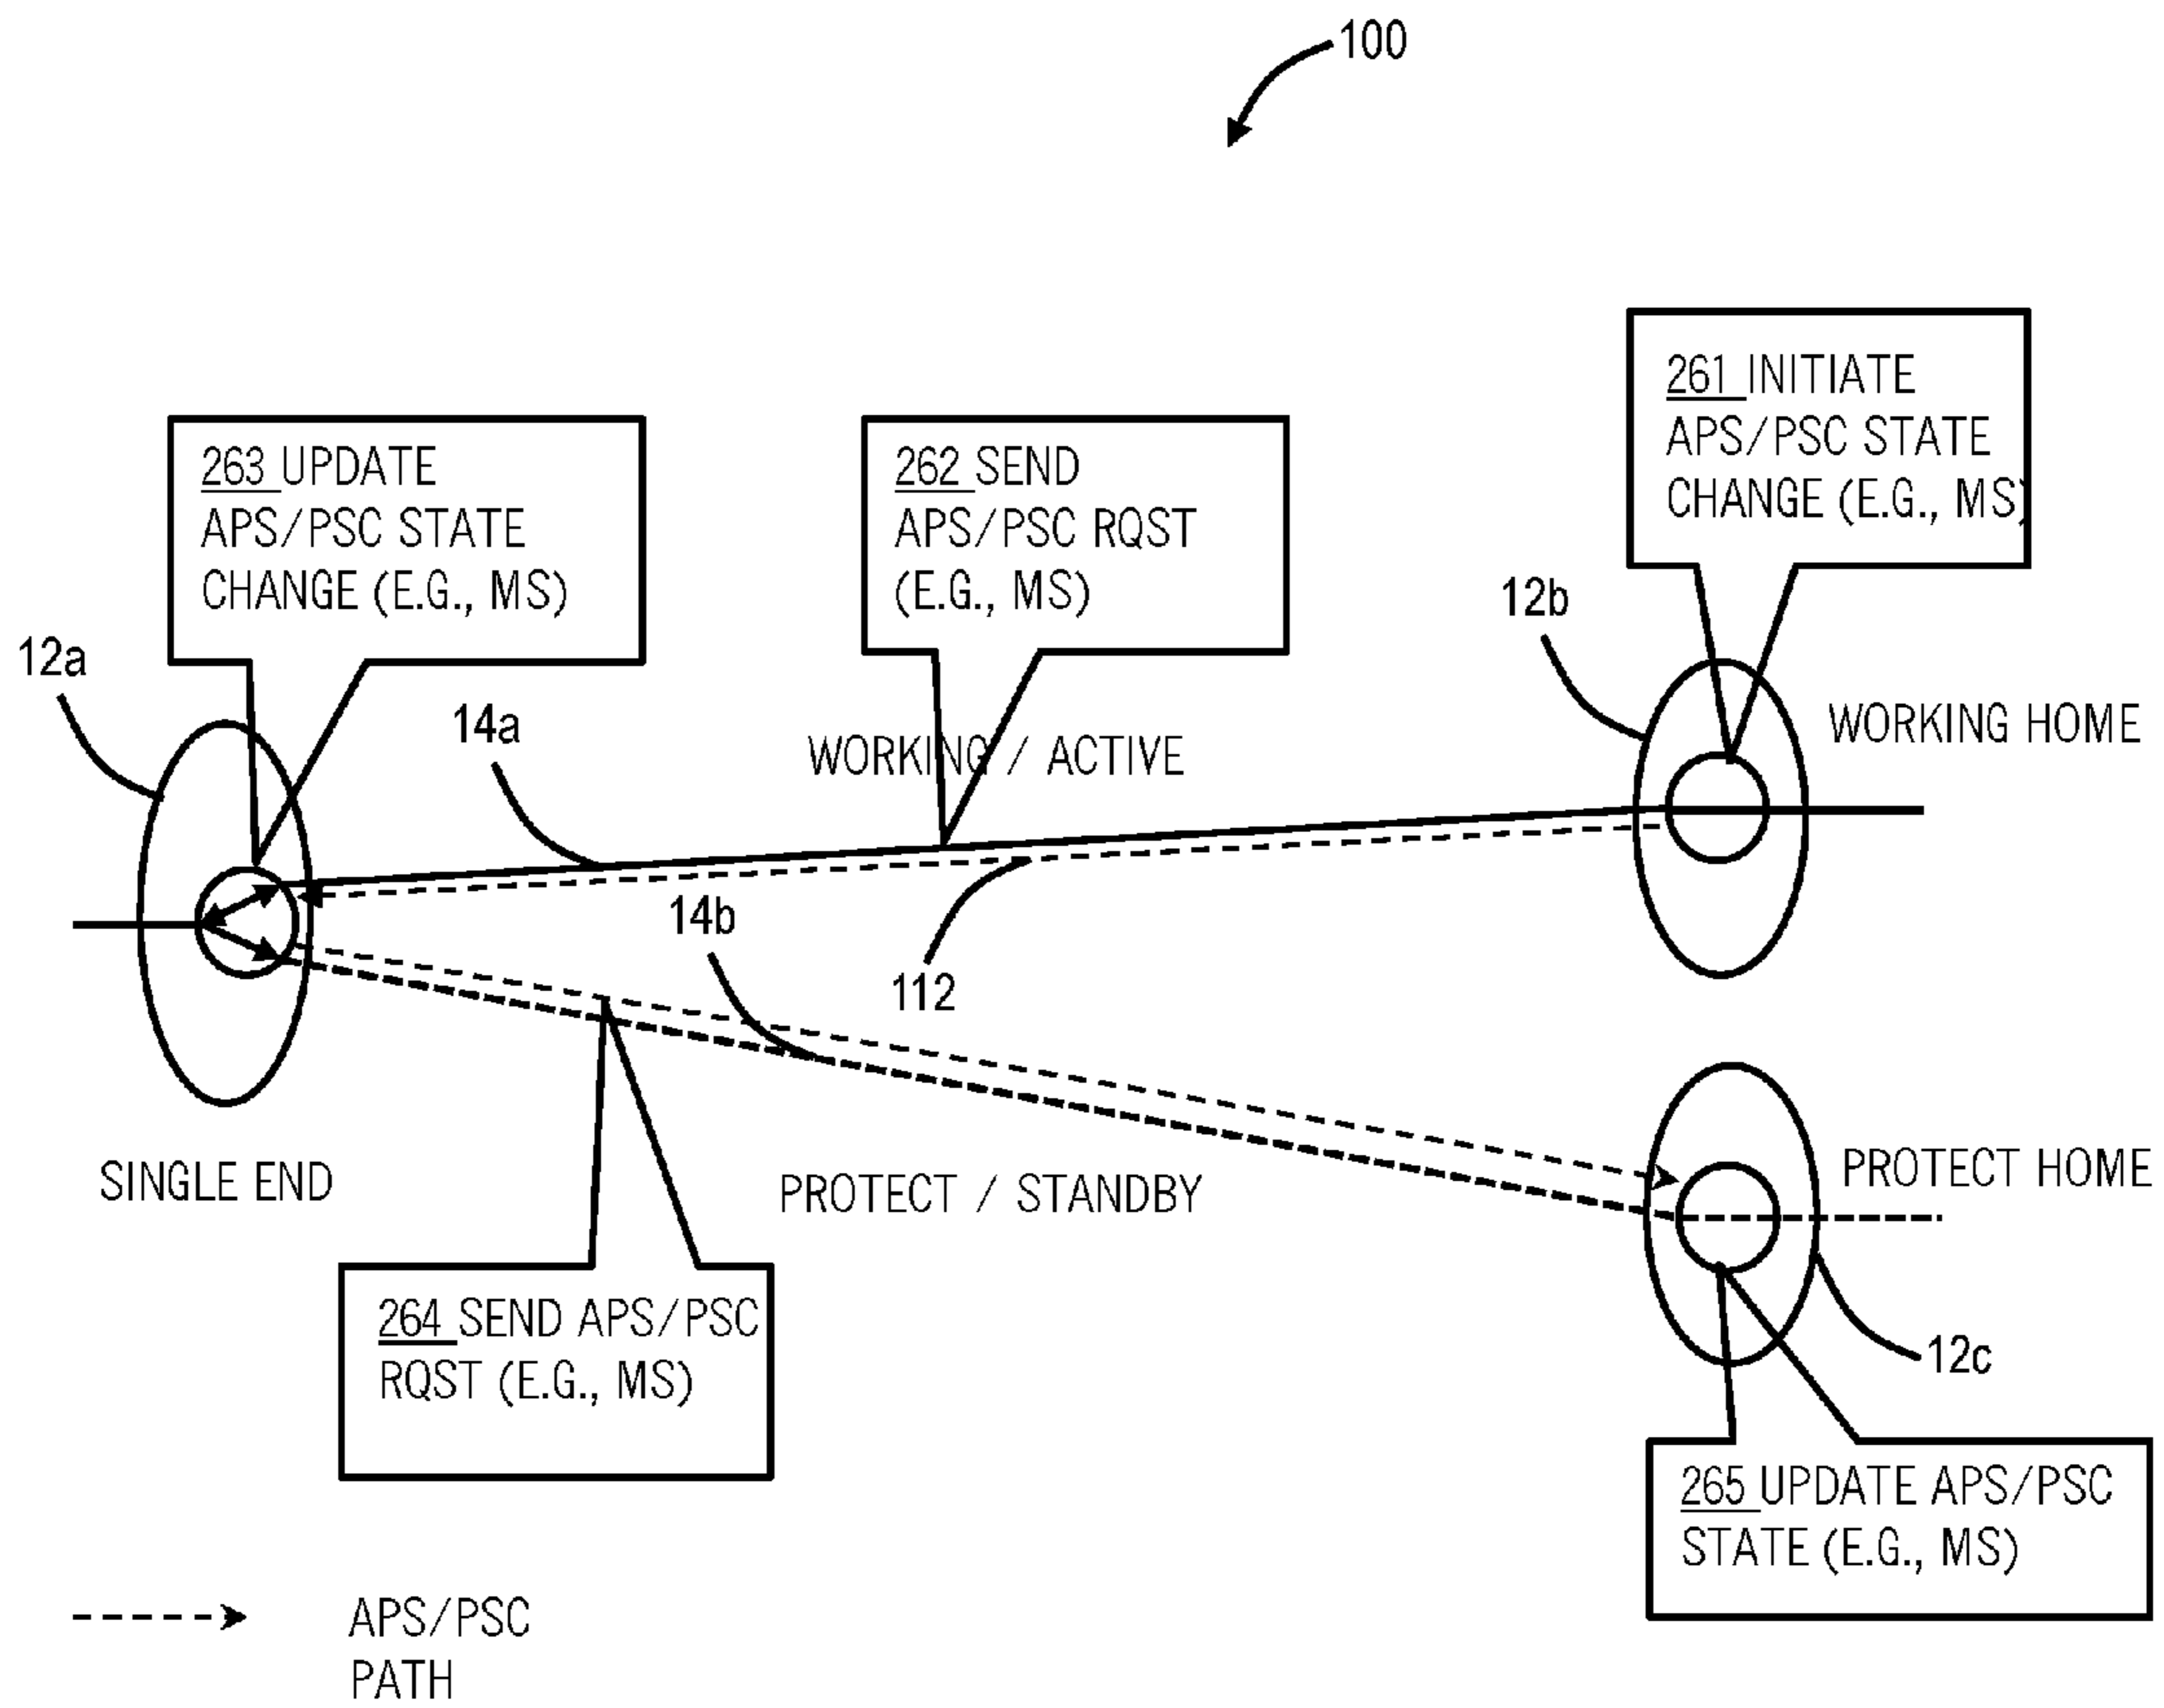 100
261 INITIATE
APS/PSC STATE
CHANGE (E.G., MS)
263 UPDATE
APS/PSC STATE
CHANGE (E.G., MS)
262 SEND
APS/PSC RQST
(E.G., MS)
12b
12a
14a
WORKING / ACTIVE
WORKING HOME
14b
112
SINGLE END
PROTECT / STANDBY
PROTECT HOME
264 SEND APS/PSC
RQST (E.G., MS)
12c
265 UPDATE APS/PSC
STATE (E.G., MS)
APS/PSC
PATH